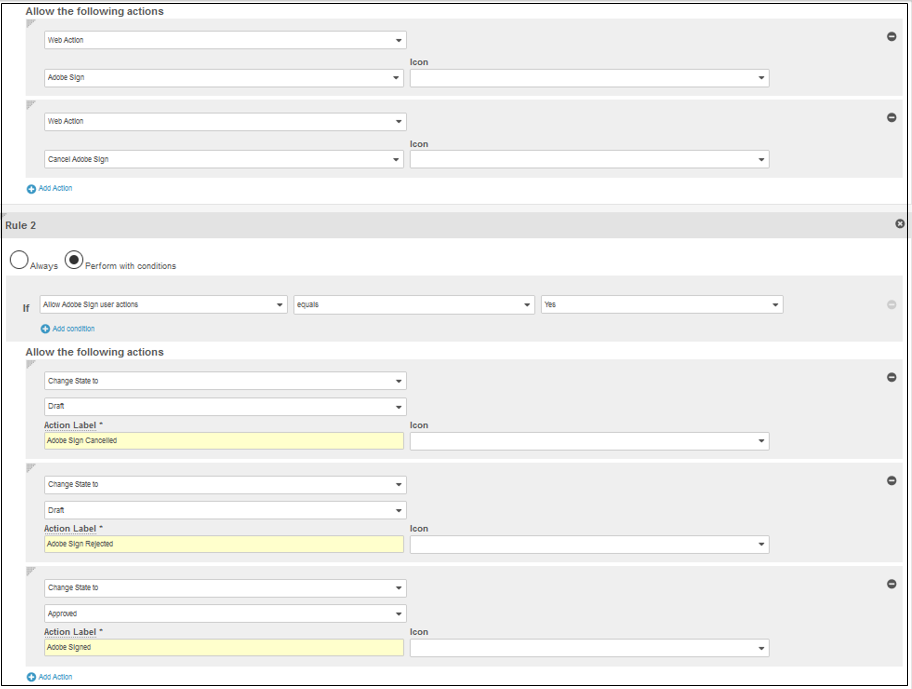 Allow the following actions
Web Action
Icon
Adobe Sign
Web Action
Icon
Cancel Adobe Sign
Add Action
Rule 2
Always Perform with conditions
If Allow Adobe Sign user actions equals Yes
Add condition
Allow the following actions
Change State to
Draft
Action Label * Icon
Adobe Sign Cancelled
Change State to
Draft
Action Label * Icon
Adobe Sign Rejected
Change State to
Approved
Action Label * Icon
Adobe Signed
Add Action